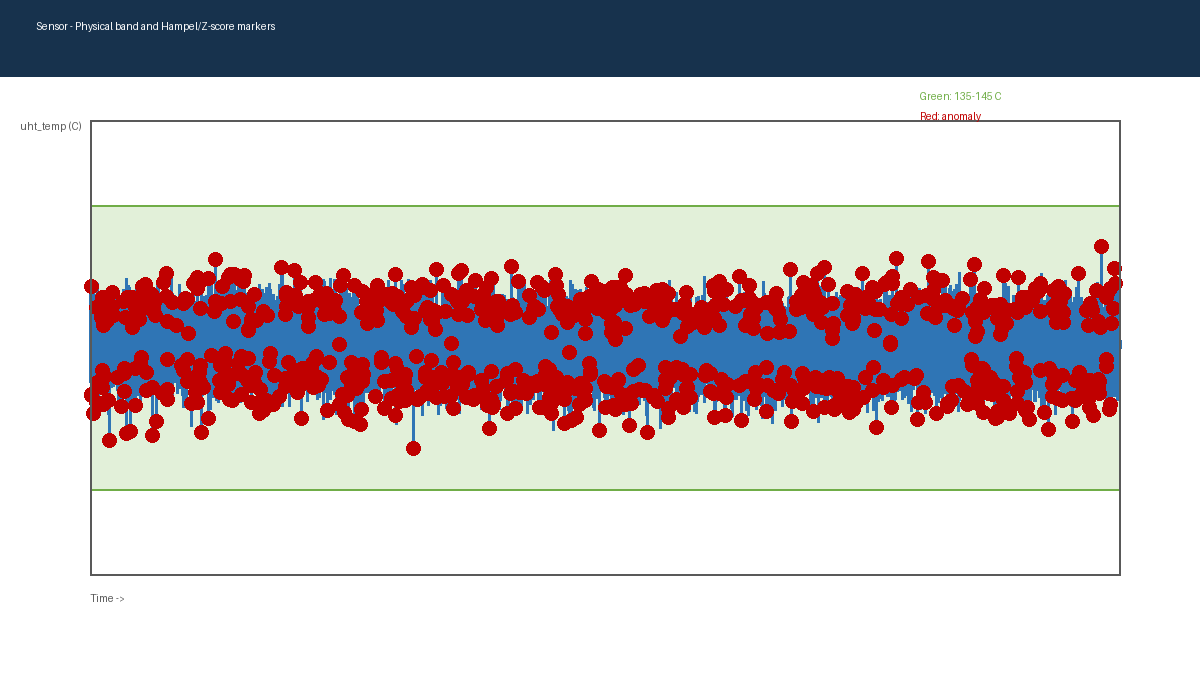 Sensor - Physical band and Hampel/Z-score markers
Green: 135-145 C
Red: anomaly
uht_temp (C)
Time ->